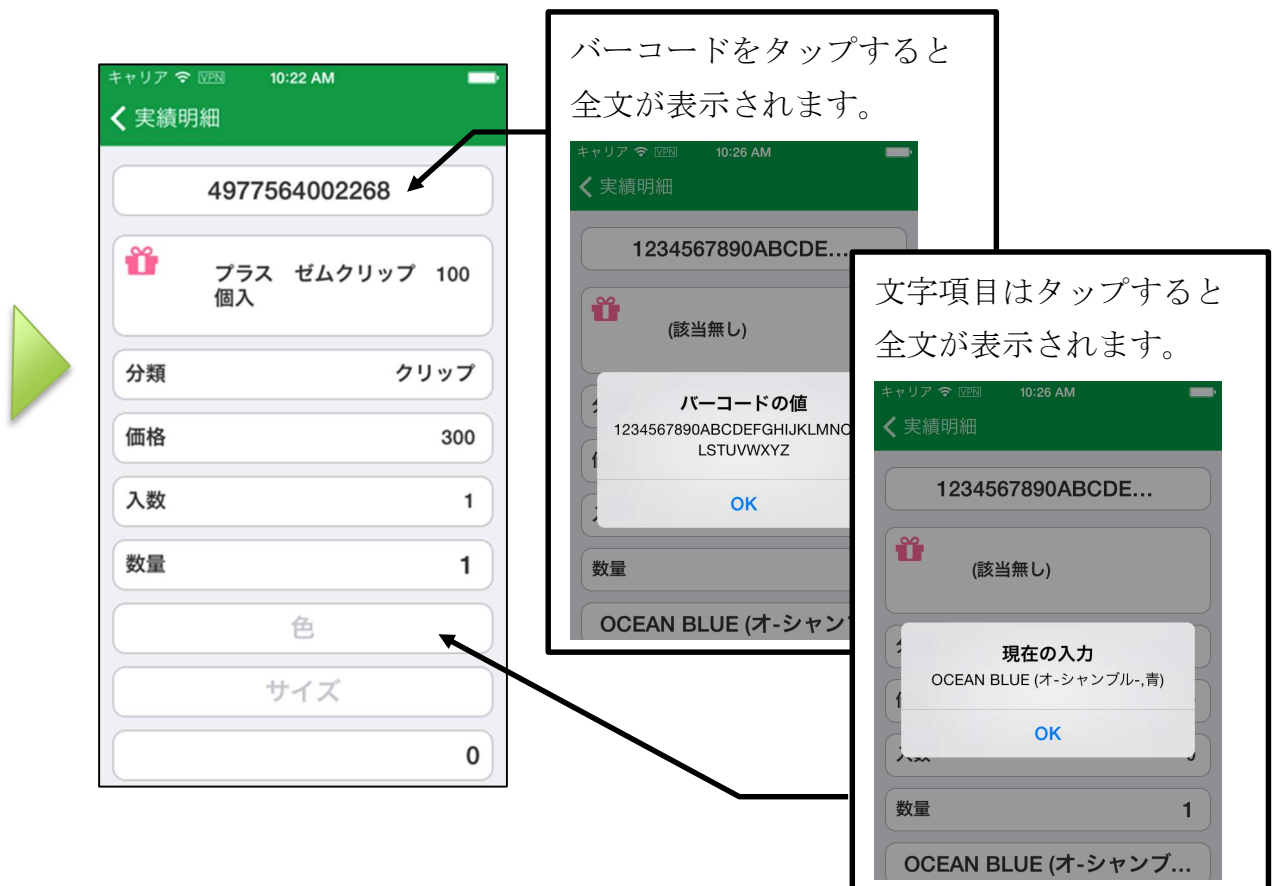 キャリア VPN 10:22 AM
実績明細
4977564002268
プラス ゼムクリップ 100
個入
分類 クリップ
価格 300
入数 1
数量 1
色
サイズ
0
バーコードをタップすると
全文が表示されます。
キャリア VPN 10:26 AM
実績明細
1234567890ABCDE...
(該当無し)
バーコードの値
1234567890ABCDEFGHIJKLMNO
LSTUVWXYZ
OK
数量
OCEAN BLUE (オ-シャン
文字項目はタップすると
全文が表示されます。
キャリア VPN 10:26 AM
実績明細
1234567890ABCDE...
(該当無し)
現在の入力
OCEAN BLUE (オ-シャンブル-,青)
OK
数量 1
OCEAN BLUE (オ-シャンブ...